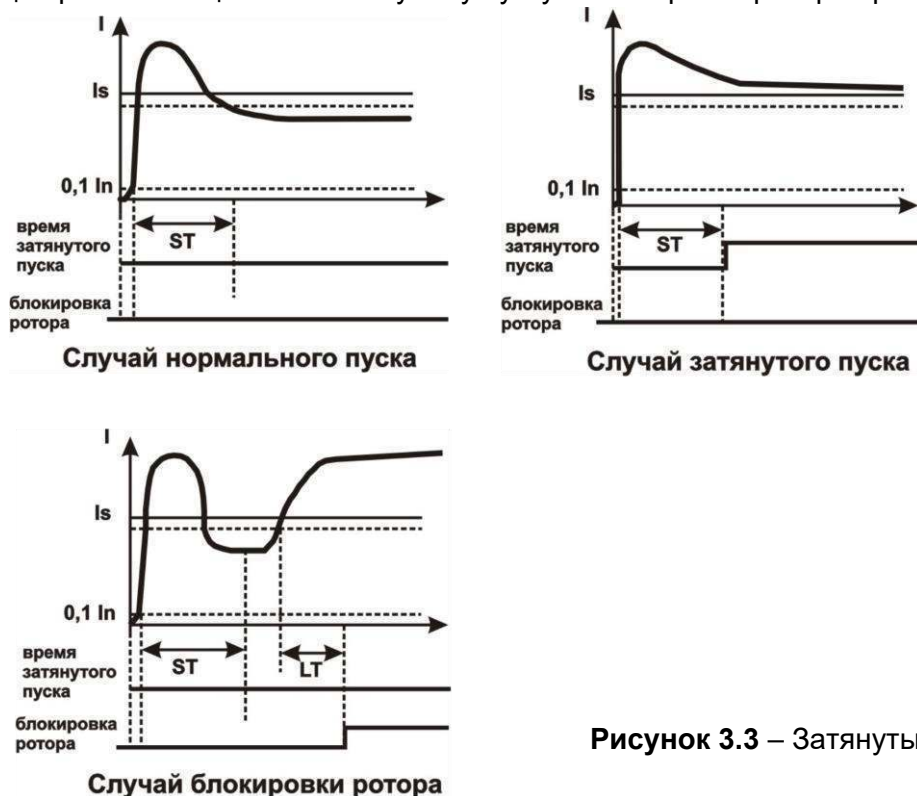 I
Is
0,1 In
ST
время
затянутого
пуска
блокировка
ротора
Случай нормального пуска
I
Is
0,1 In
ST
время
затянутого
пуска
блокировка
ротора
Случай затянутого пуска
I
Is
0,1 In
ST
LT
время
затянутого
пуска
блокировка
ротора
Случай блокировки ротора
Рисунок 3.3 – Затянуты